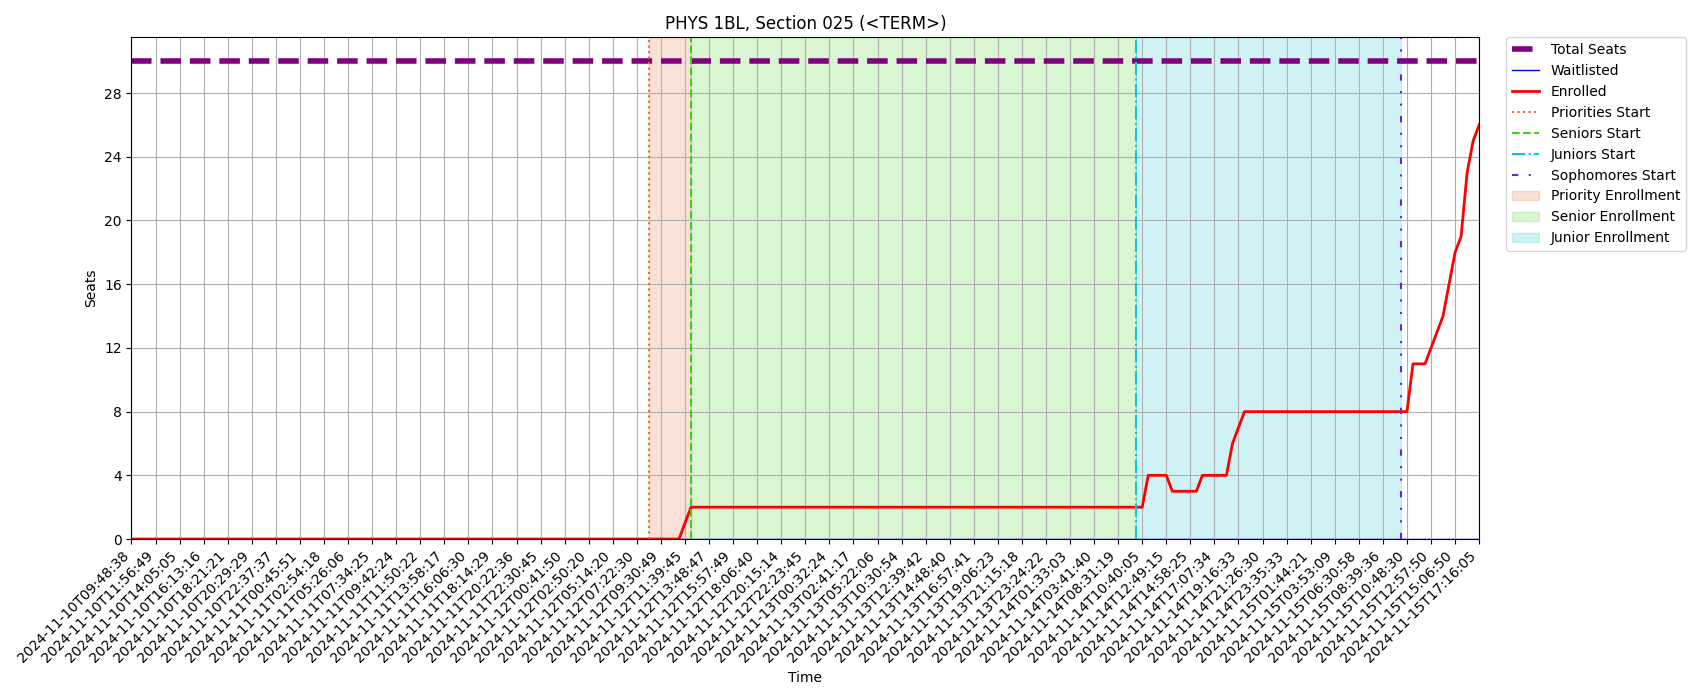 PHYS 1BL, Section 025 (<TERM>)
Seats
28
24
20
16
12
8
4
0
2024-11-10T09:48:38
2024-11-10T11:56:49
2024-11-10T14:05:05
2024-11-10T16:13:16
2024-11-10T18:21:21
2024-11-10T20:29:29
2024-11-10T22:37:37
2024-11-11T00:45:51
2024-11-11T02:54:18
2024-11-11T05:26:06
2024-11-11T07:34:25
2024-11-11T09:42:24
2024-11-11T11:50:22
2024-11-11T13:58:17
2024-11-11T16:06:30
2024-11-11T18:14:29
2024-11-11T20:22:36
2024-11-11T22:30:45
2024-11-12T00:41:50
2024-11-12T02:50:20
2024-11-12T05:14:20
2024-11-12T07:22:30
2024-11-12T09:30:49
2024-11-12T11:39:45
2024-11-12T13:48:47
2024-11-12T15:57:49
2024-11-12T18:06:40
2024-11-12T20:15:14
2024-11-12T22:23:45
2024-11-13T00:32:24
2024-11-13T02:41:17
2024-11-13T05:22:06
2024-11-13T10:30:54
2024-11-13T12:39:42
2024-11-13T14:48:40
2024-11-13T16:57:41
2024-11-13T19:06:23
2024-11-13T21:15:18
2024-11-13T23:24:22
2024-11-14T01:33:03
2024-11-14T03:41:40
2024-11-14T08:31:19
2024-11-14T10:40:05
2024-11-14T12:49:15
2024-11-14T14:58:25
2024-11-14T17:07:34
2024-11-14T19:16:33
2024-11-14T21:26:30
2024-11-14T23:35:33
2024-11-15T01:44:21
2024-11-15T03:53:09
2024-11-15T06:30:58
2024-11-15T08:39:36
2024-11-15T10:48:30
2024-11-15T12:57:50
2024-11-15T15:06:50
2024-11-15T17:16:05
Time
Total Seats
Waitlisted
Enrolled
Priorities Start
Seniors Start
Juniors Start
Sophomores Start
Priority Enrollment
Senior Enrollment
Junior Enrollment